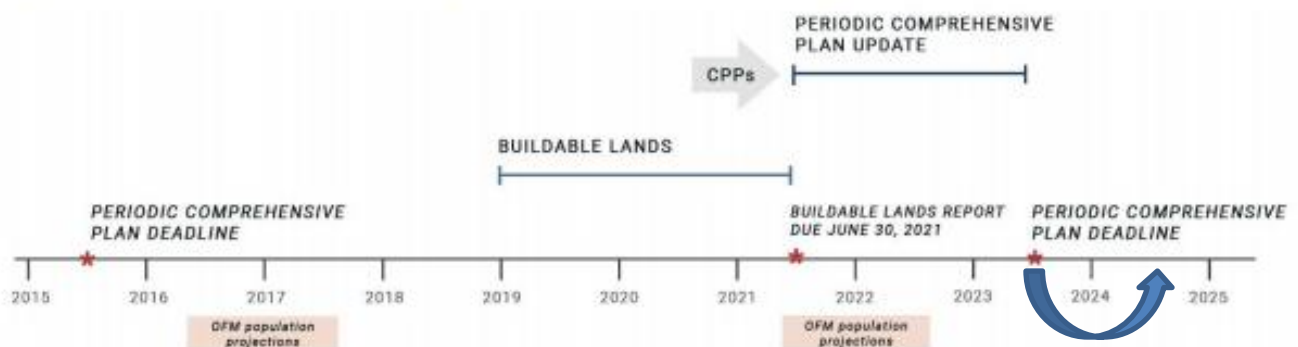 PERIODIC COMPREHENSIVE
PLAN UPDATE
CPPs
BUILDABLE LANDS
PERIODIC COMPREHENSIVE
PLAN DEADLINE
BUILDABLE LANDS REPORT
DUE JUNE 30, 2021
PERIODIC COMPREHENSIVE
PLAN DEADLINE
2015 2016 2017 2018 2019 2020 2021 2022 2023 2024 2025
OFM population
projections
OFM population
projections